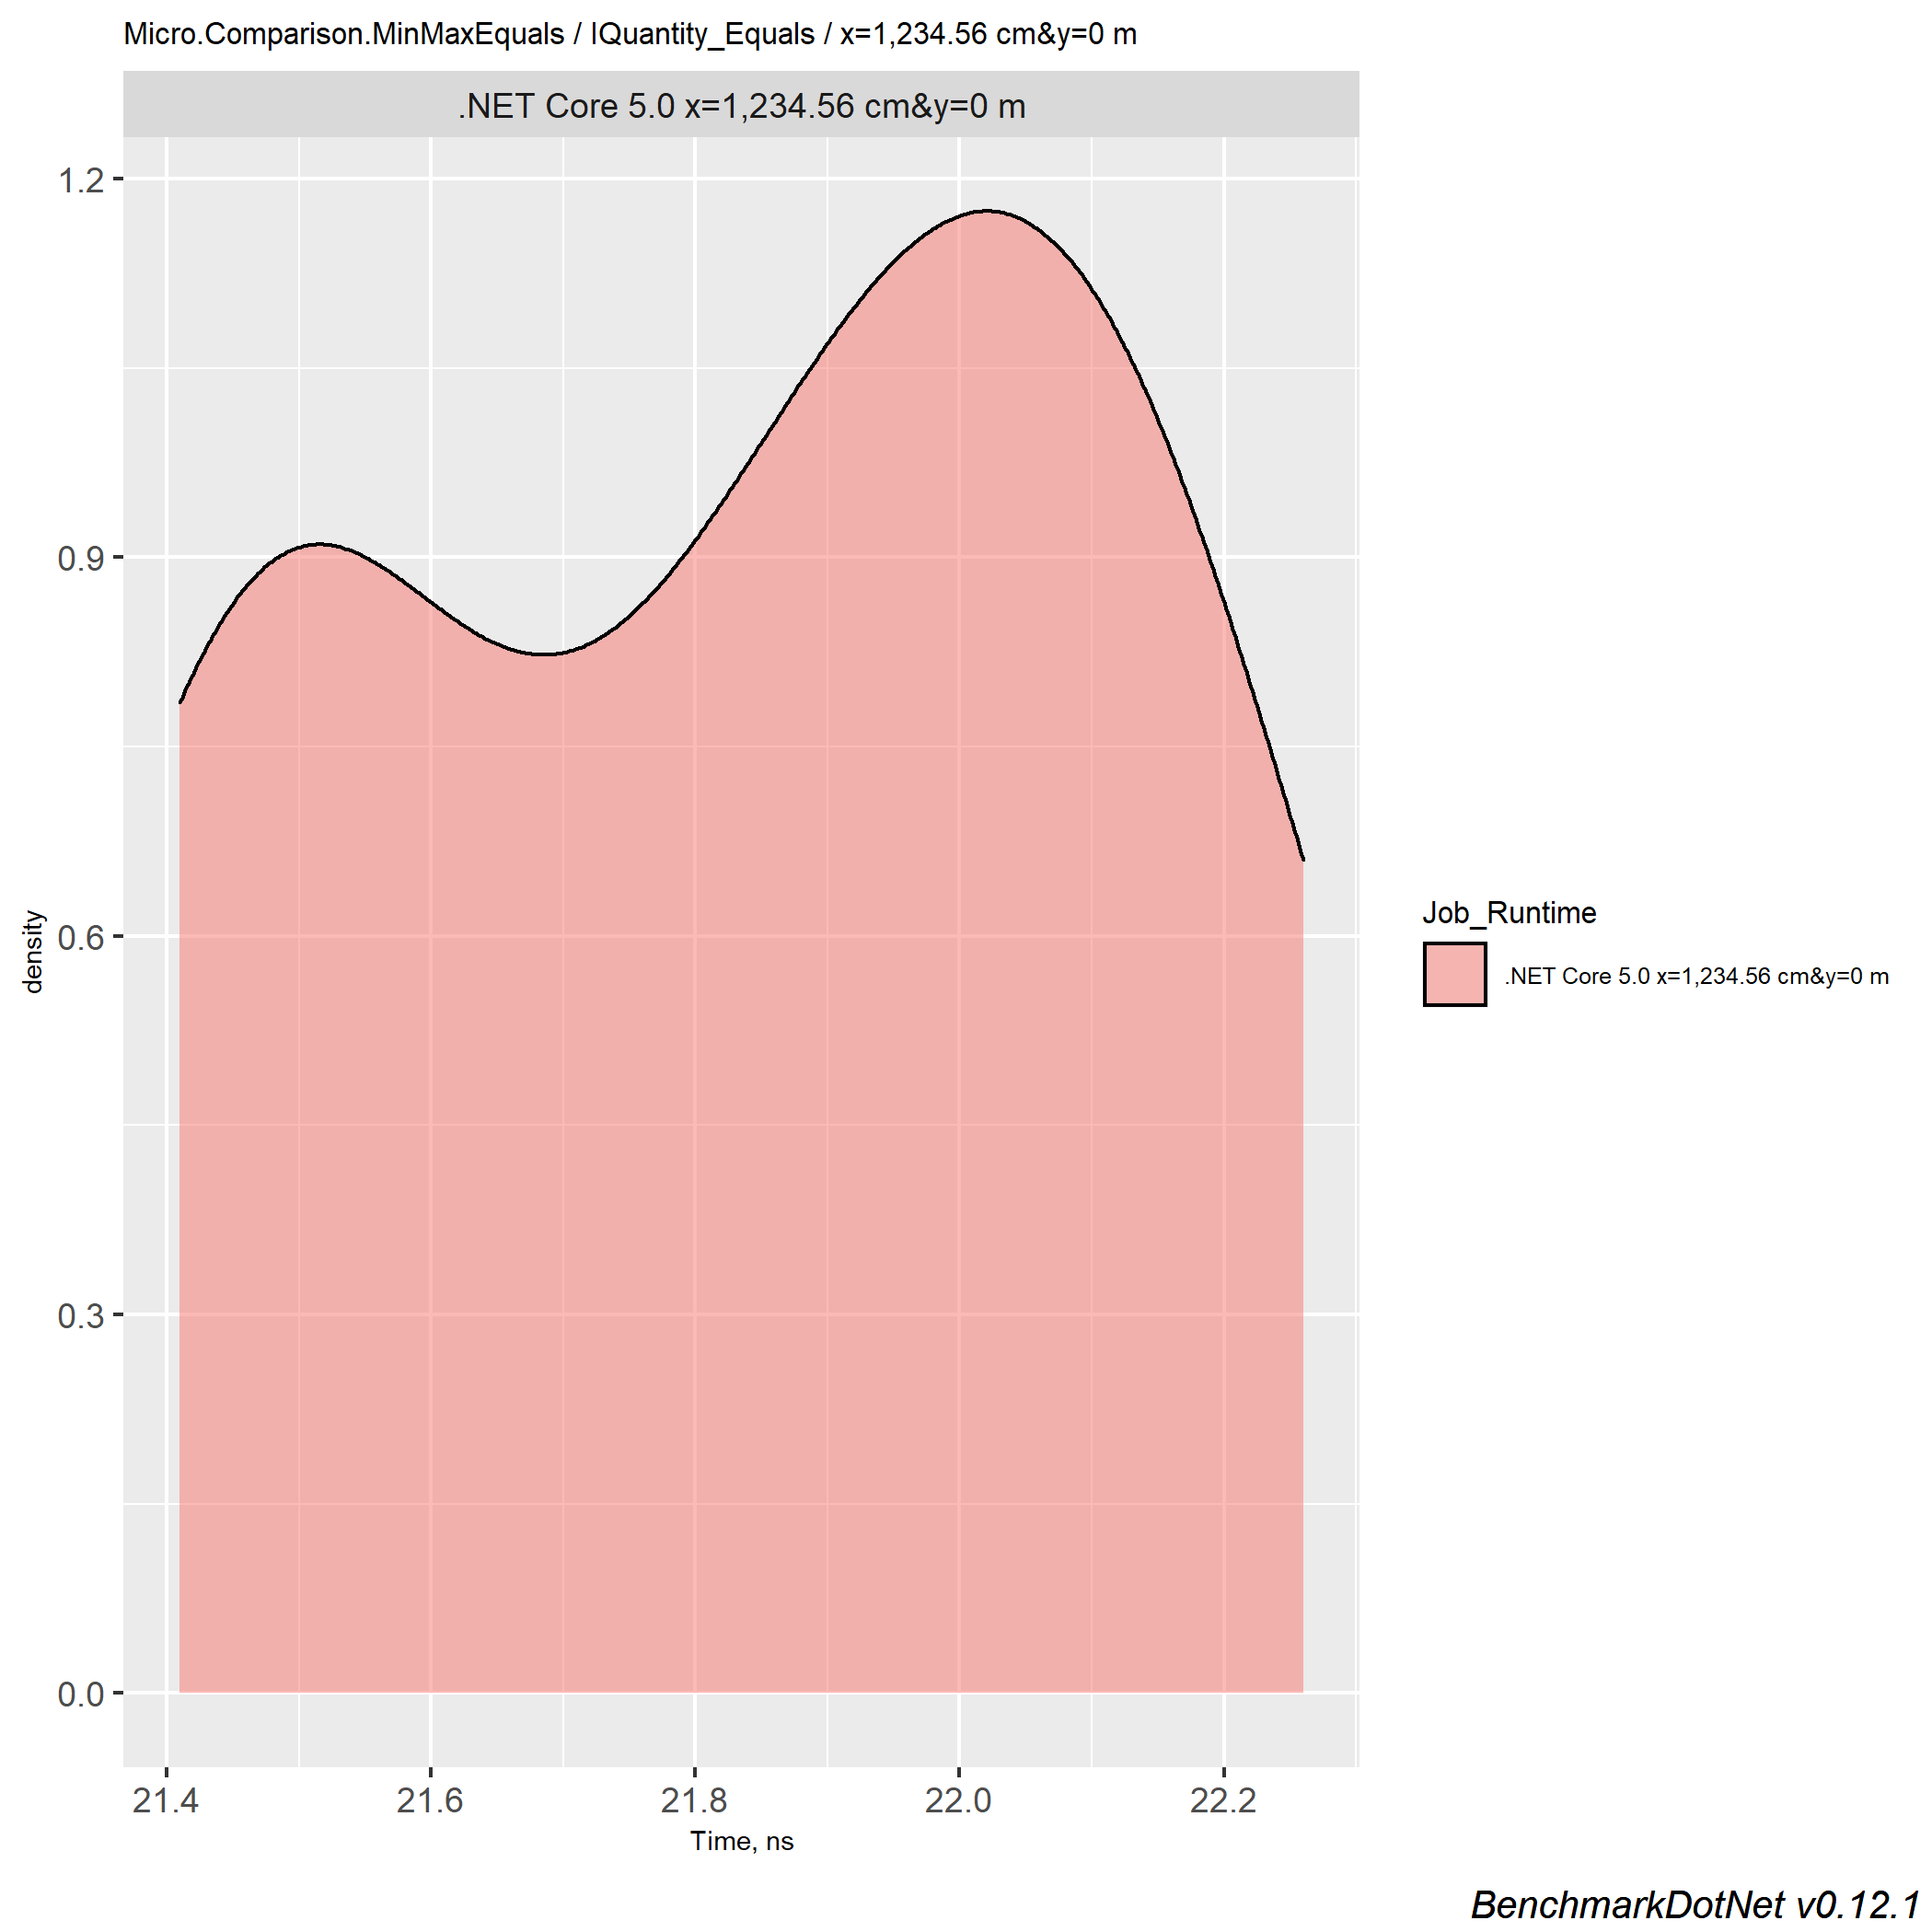 Micro.Comparison.MinMaxEquals / IQuantity_Equals / x=1,234.56 cm&y=0 m
.NET Core 5.0 x=1,234.56 cm&y=0 m
1.2
0.9
0.6
0.3
0.0
density
21.4 21.6 21.8 22.0 22.2
Time, ns
Job_Runtime
.NET Core 5.0 x=1,234.56 cm&y=0 m
BenchmarkDotNet v0.12.1